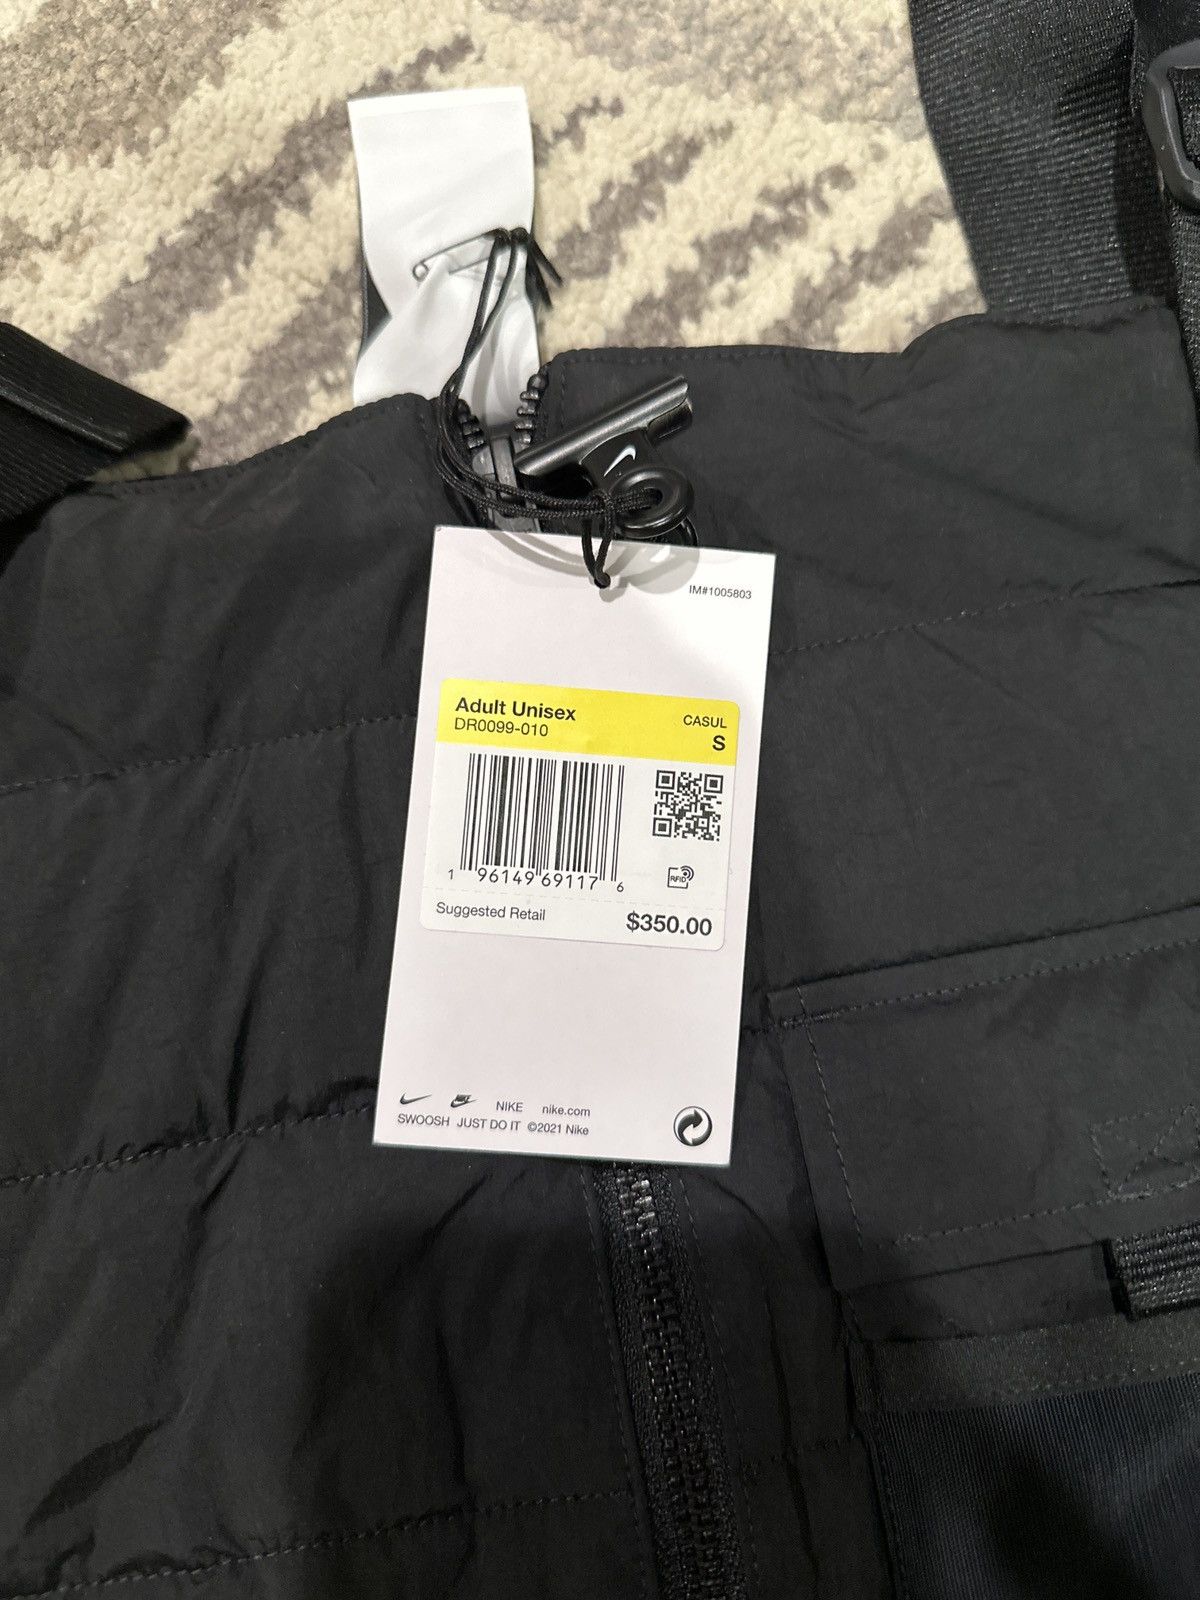 IM#1005803
Adult Unisex
CASUL
DR0099-010
S
1 96149 69117 6
RFID
Suggested Retail
$350.00
NIKE nike.com
SWOOSH JUST DO IT ©2021 Nike